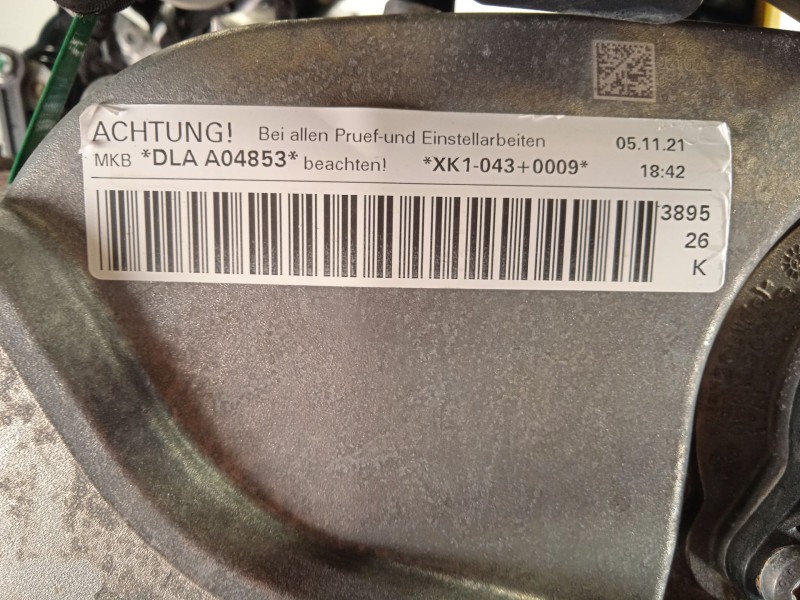 ACHTUNG! Bei allen Pruef-und Einstellarbeiten 05.11.21
MKB *DLA A04853* beachten! *XK1-043+0009* 18:42
3895
26
K